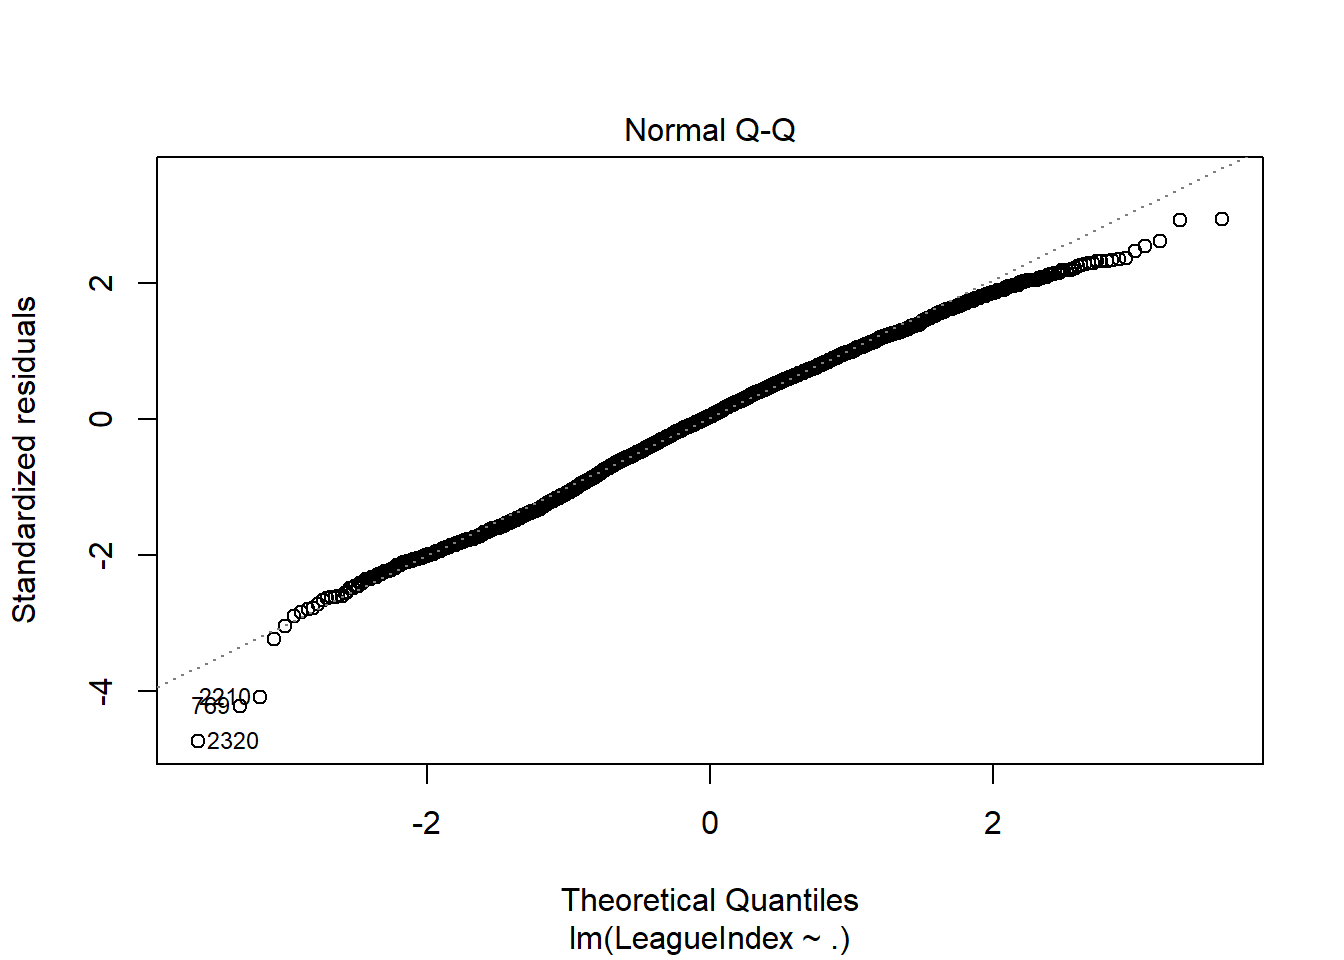 Normal Q-Q
Standardized residuals
2
0
-2
-4
2210
769
2320
-2
0
2
Theoretical Quantiles
lm(LeagueIndex ~ .)